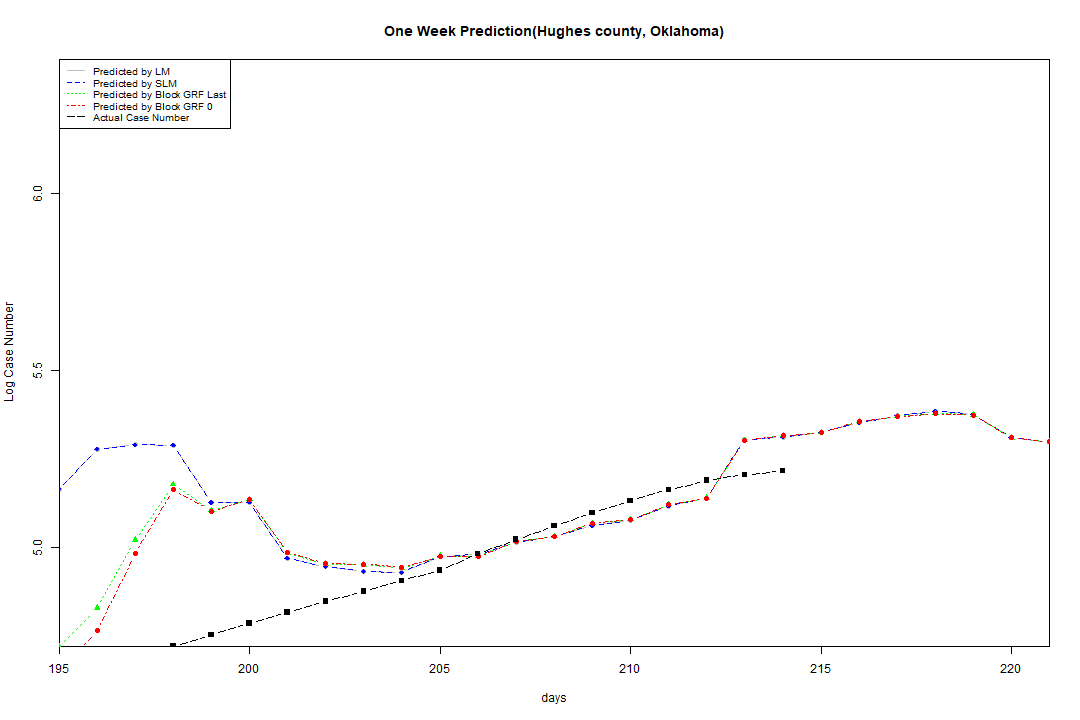 One Week Prediction(Hughes county, Oklahoma)
Predicted by LM
Predicted by SLM
Predicted by Block GRF Last
Predicted by Block GRF 0
Actual Case Number
6.0
5.5
5.0
Log Case Number
195 200 205 210 215 220
days